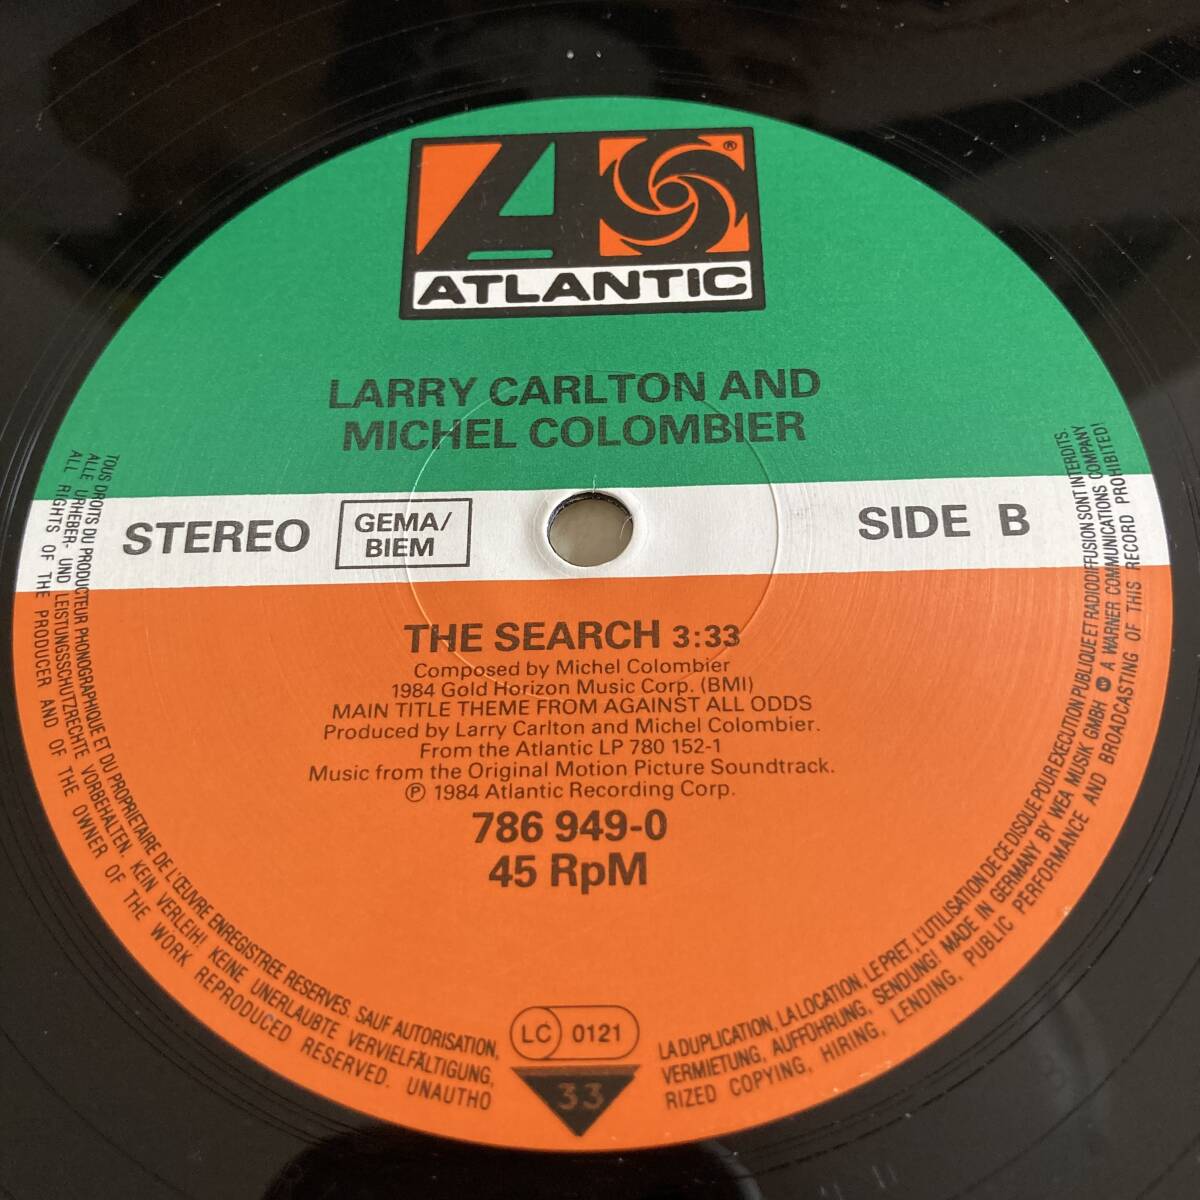 ATLANTIC
®
LARRY CARLTON AND
MICHEL COLOMBIER
STEREO
GEMA/
BIEM
SIDE B
THE SEARCH 3:33
Composed by Michel Colombier
1984 Gold Horizon Music Corp. (BMI)
MAIN TITLE THEME FROM AGAINST ALL ODDS
Produced by Larry Carlton and Michel Colombier.
From the Atlantic LP 780 152-1
Music from the Original Motion Picture Soundtrack.
℗ 1984 Atlantic Recording Corp.
786 949-0
45 RpM
LC 0121
33
TOUS DROITS DU PRODUCTEUR PHONOGRAPHIQUE ET DU PROPRIETAIRE DE L'ŒUVRE ENREGISTREE RESERVES. SAUF AUTORISATION, LA DUPLICATION, LA LOCATION, LE PRET, L'UTILISATION DE CE DISQUE POUR EXECUTION PUBLIQUE ET RADIODIFFUSION SONT INTERDITS.
ALLE URHEBER- UND LEISTUNGSSCHUTZRECHTE VORBEHALTEN. KEIN VERLEIH! KEINE UNERLAUBTE VERVIELFÄLTIGUNG, VERMIETUNG, AUFFÜHRUNG, SENDUNG! MADE IN GERMANY BY WEA MUSIK GMBH A WARNER COMMUNICATIONS COMPANY
ALL RIGHTS OF THE PRODUCER AND OF THE OWNER OF THE WORK REPRODUCED RESERVED. UNAUTHORIZED COPYING, HIRING, LENDING, PUBLIC PERFORMANCE AND BROADCASTING OF THIS RECORD PROHIBITED!